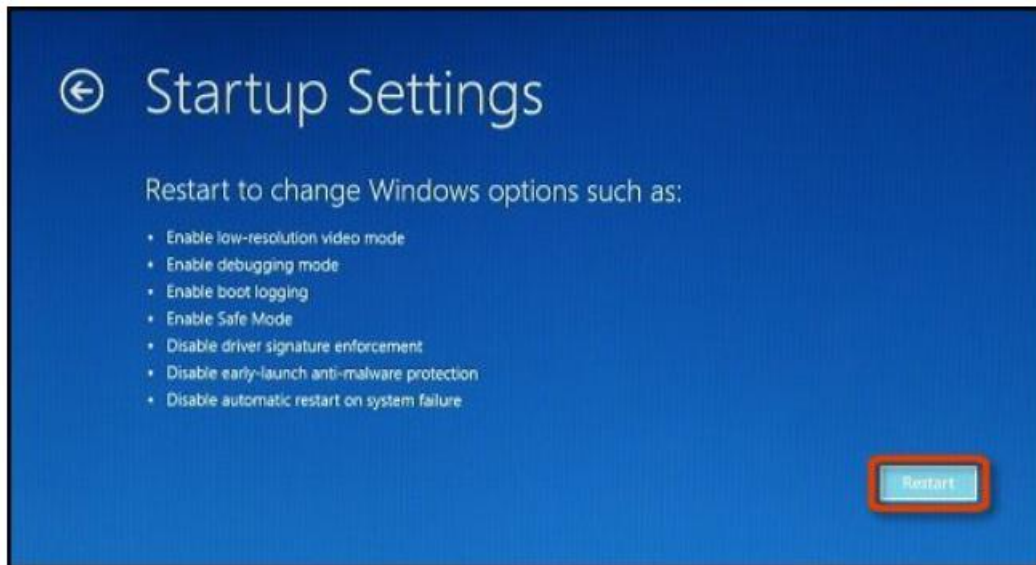 Startup Settings
Restart to change Windows options such as:
• Enable low-resolution video mode
• Enable debugging mode
• Enable boot logging
• Enable Safe Mode
• Disable driver signature enforcement
• Disable early-launch anti-malware protection
• Disable automatic restart on system failure
Restart